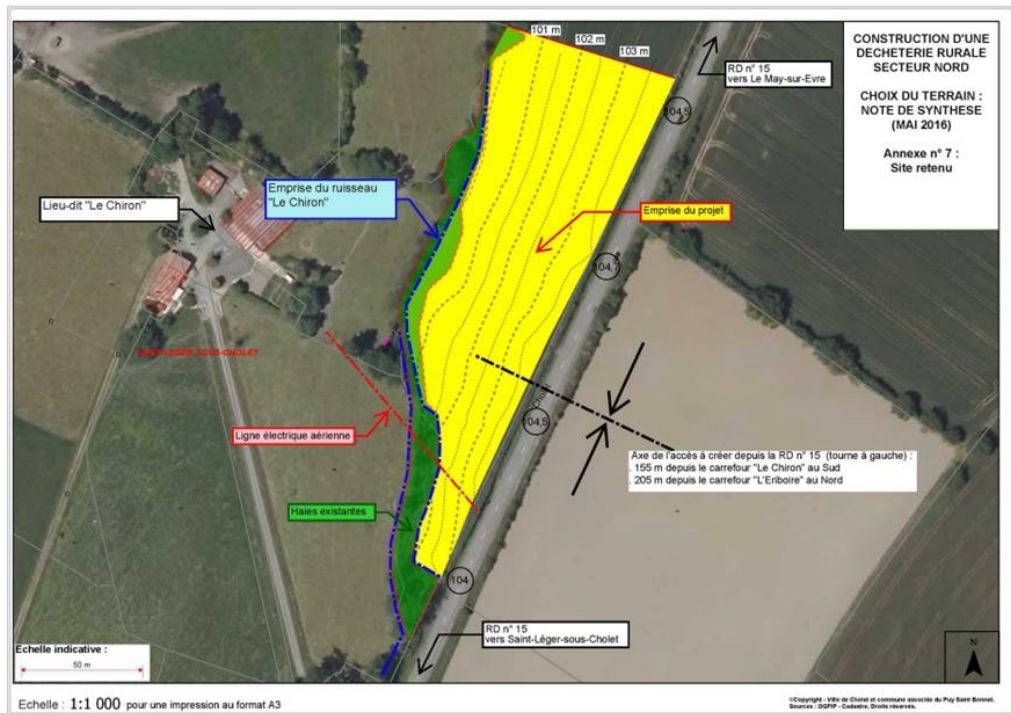 CONSTRUCTION D'UNE
DECHETERIE RURALE
SECTEUR NORD
CHOIX DU TERRAIN :
NOTE DE SYNTHESE
(MAI 2016)
Annexe n° 7 :
Site retenu
101 m
102 m
103 m
RD n° 15
vers Le May-sur-Evre
104,5
Emprise du ruisseau
"Le Chiron"
Lieu-dit "Le Chiron"
Emprise du projet
104,7
SAINT-LEGER-SOUS-CHOLET
Cholet
104,5
Ligne électrique aérienne
Axe de l'accès à créer depuis la RD n° 15 (tourne à gauche) :
. 155 m depuis le carrefour "Le Chiron" au Sud
. 205 m depuis le carrefour "L'Eriboire" au Nord
Haies existantes
104
RD n° 15
vers Saint-Léger-sous-Cholet
Echelle indicative :
50 m
N
Echelle : 1:1 000 pour une impression au format A3
©Copyright - Ville de Cholet et commune associée du Puy Saint Bonnet.
Sources : DGFIP - Cadastre. Droits réservés.